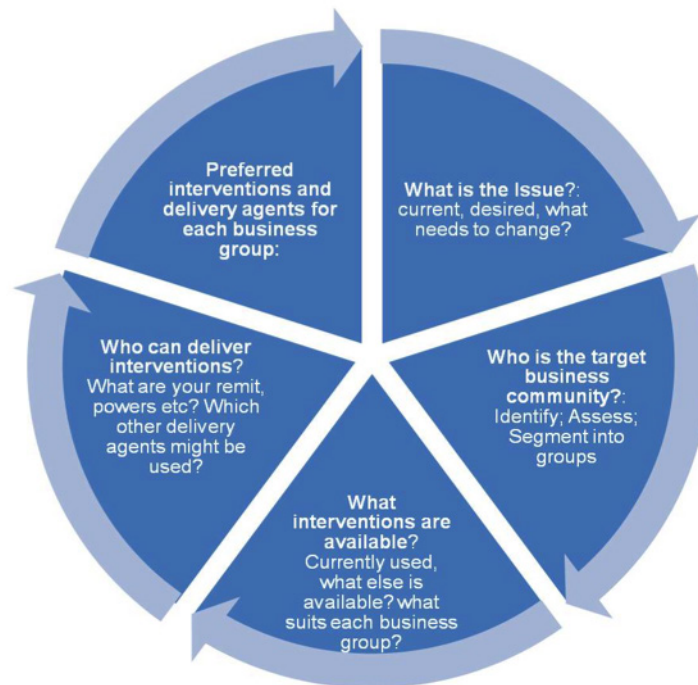 Preferred
interventions and
delivery agents for
each business
group:
What is the Issue?:
current, desired, what
needs to change?
Who is the target
business
community?:
Identify; Assess;
Segment into
groups
What
interventions are
available?
Currently used,
what else is
available? what
suits each business
group?
Who can deliver
interventions?
What are your remit,
powers etc? Which
other delivery
agents might be
used?